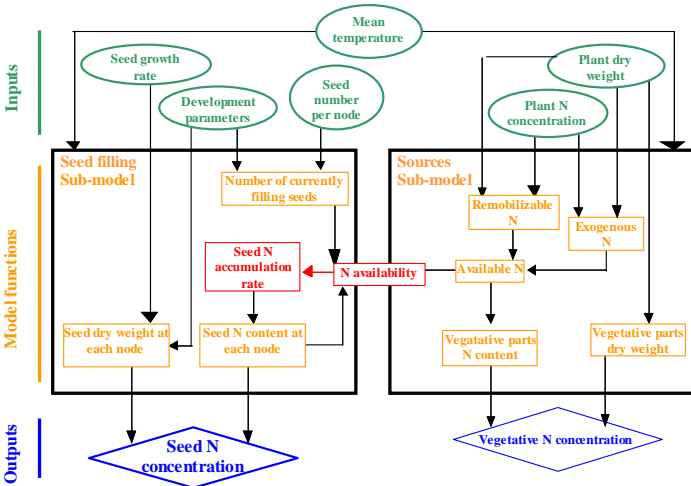 Mean
temperature
Seed growth
rate
Plant dry
weight
Seed
number
per node
Development
parameters
Plant N
concentration
Inputs
Seed filling
Sub-model
Sources
Sub-model
Number of currently
filling seeds
Remobilizable
N
Exogenous
N
Seed N
accumulation
rate
N availability
Available N
Model functions
Seed dry weight at
each node
Seed N content at
each node
Vegatative parts
N content
Vegetative parts
dry weight
Outputs
Seed N
concentration
Vegetative N concentration